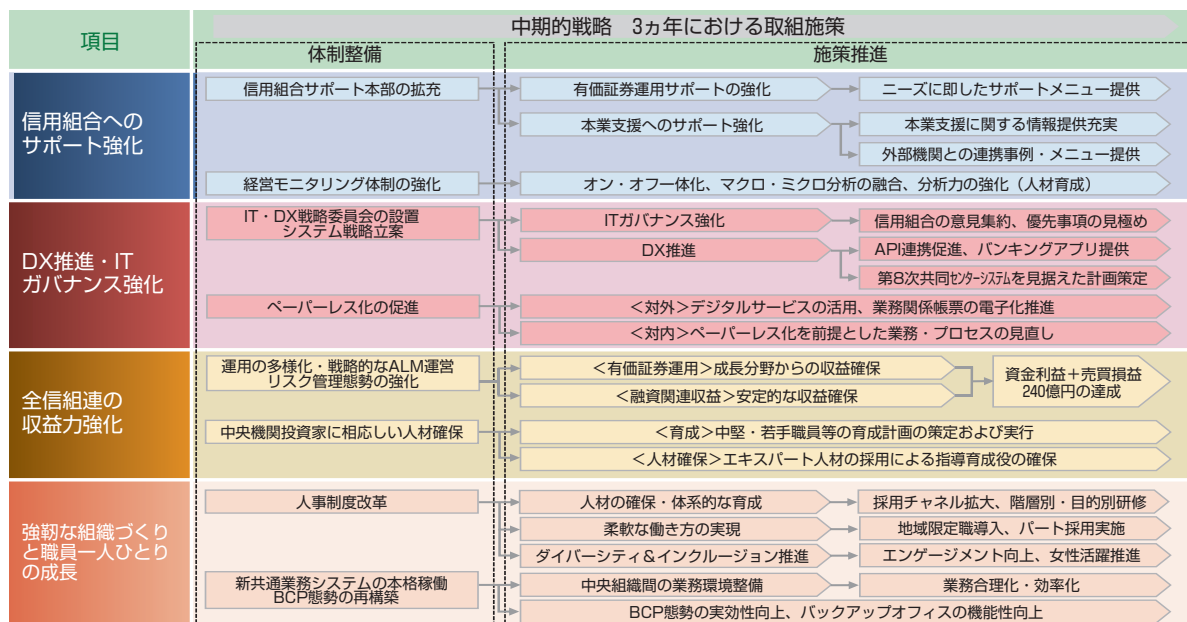 項目
中期的戦略　3ヵ年における取組施策
体制整備
施策推進
信用組合への
サポート強化
信用組合サポート本部の拡充
有価証券運用サポートの強化
ニーズに即したサポートメニュー提供
本業支援へのサポート強化
本業支援に関する情報提供充実
外部機関との連携事例・メニュー提供
経営モニタリング体制の強化
オン・オフ一体化、マクロ・ミクロ分析の融合、分析力の強化（人材育成）
DX推進・IT
ガバナンス強化
IT・DX戦略委員会の設置
システム戦略立案
ITガバナンス強化
信用組合の意見集約、優先事項の見極め
DX推進
API連携促進、バンキングアプリ提供
第8次共同センターシステムを見据えた計画策定
ペーパーレス化の促進
＜対外＞デジタルサービスの活用、業務関係帳票の電子化推進
＜対内＞ペーパーレス化を前提とした業務・プロセスの見直し
全信組連の
収益力強化
運用の多様化・戦略的なALM運営
リスク管理態勢の強化
＜有価証券運用＞成長分野からの収益確保
＜融資関連収益＞安定的な収益確保
資金利益＋売買損益
240億円の達成
中央機関投資家に相応しい人材確保
＜育成＞中堅・若手職員等の育成計画の策定および実行
＜人材確保＞エキスパート人材の採用による指導育成役の確保
強靭な組織づくり
と職員一人ひとり
の成長
人事制度改革
人材の確保・体系的な育成
採用チャネル拡大、階層別・目的別研修
柔軟な働き方の実現
地域限定職導入、パート採用実施
ダイバーシティ＆インクルージョン推進
エンゲージメント向上、女性活躍推進
新共通業務システムの本格稼働
BCP態勢の再構築
中央組織間の業務環境整備
業務合理化・効率化
BCP態勢の実効性向上、バックアップオフィスの機能性向上